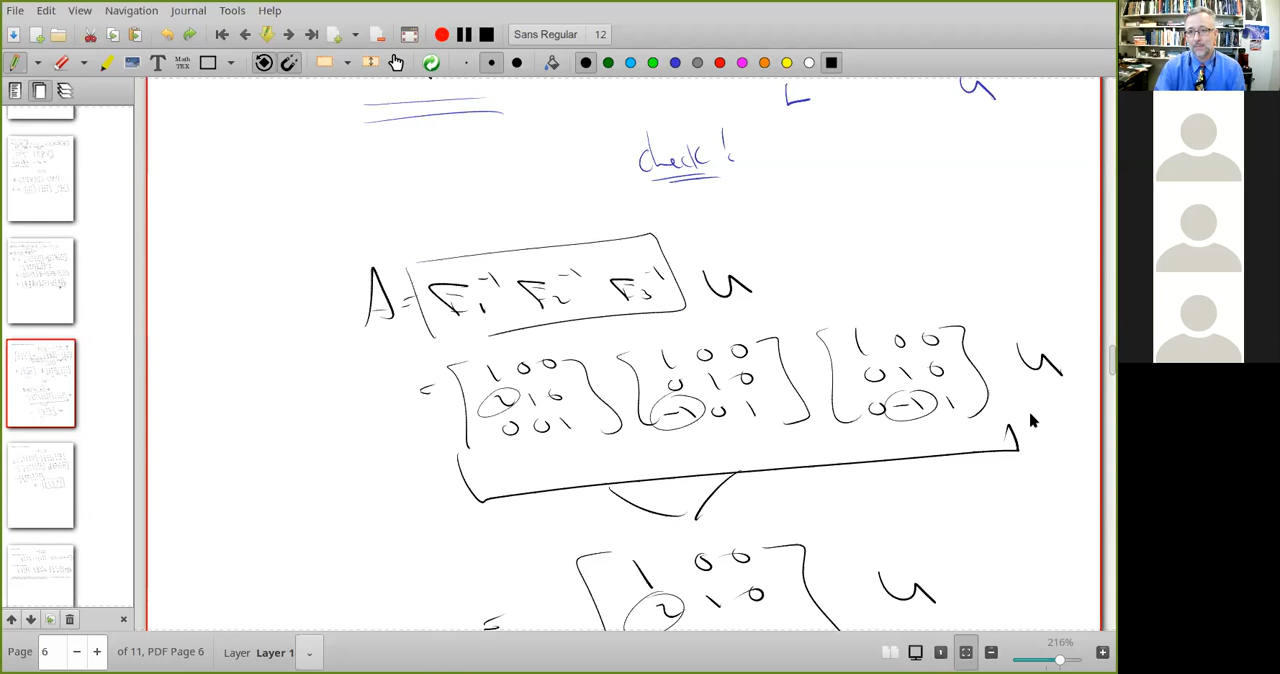 File Edit View Navigation Journal Tools Help
Sans Regular 12
Math TEX
L U
check!
A = E₁⁻¹ E₂⁻¹ E₃⁻¹ U
= [1 0 0 [1 0 0 [1 0 0
2 1 0 0 1 0 0 1 0 U
0 0 1] -1 0 1] 0 -1 1]
= [1 0 0
2 1 0 U
Page 6 of 11, PDF Page 6 Layer Layer 1 216%